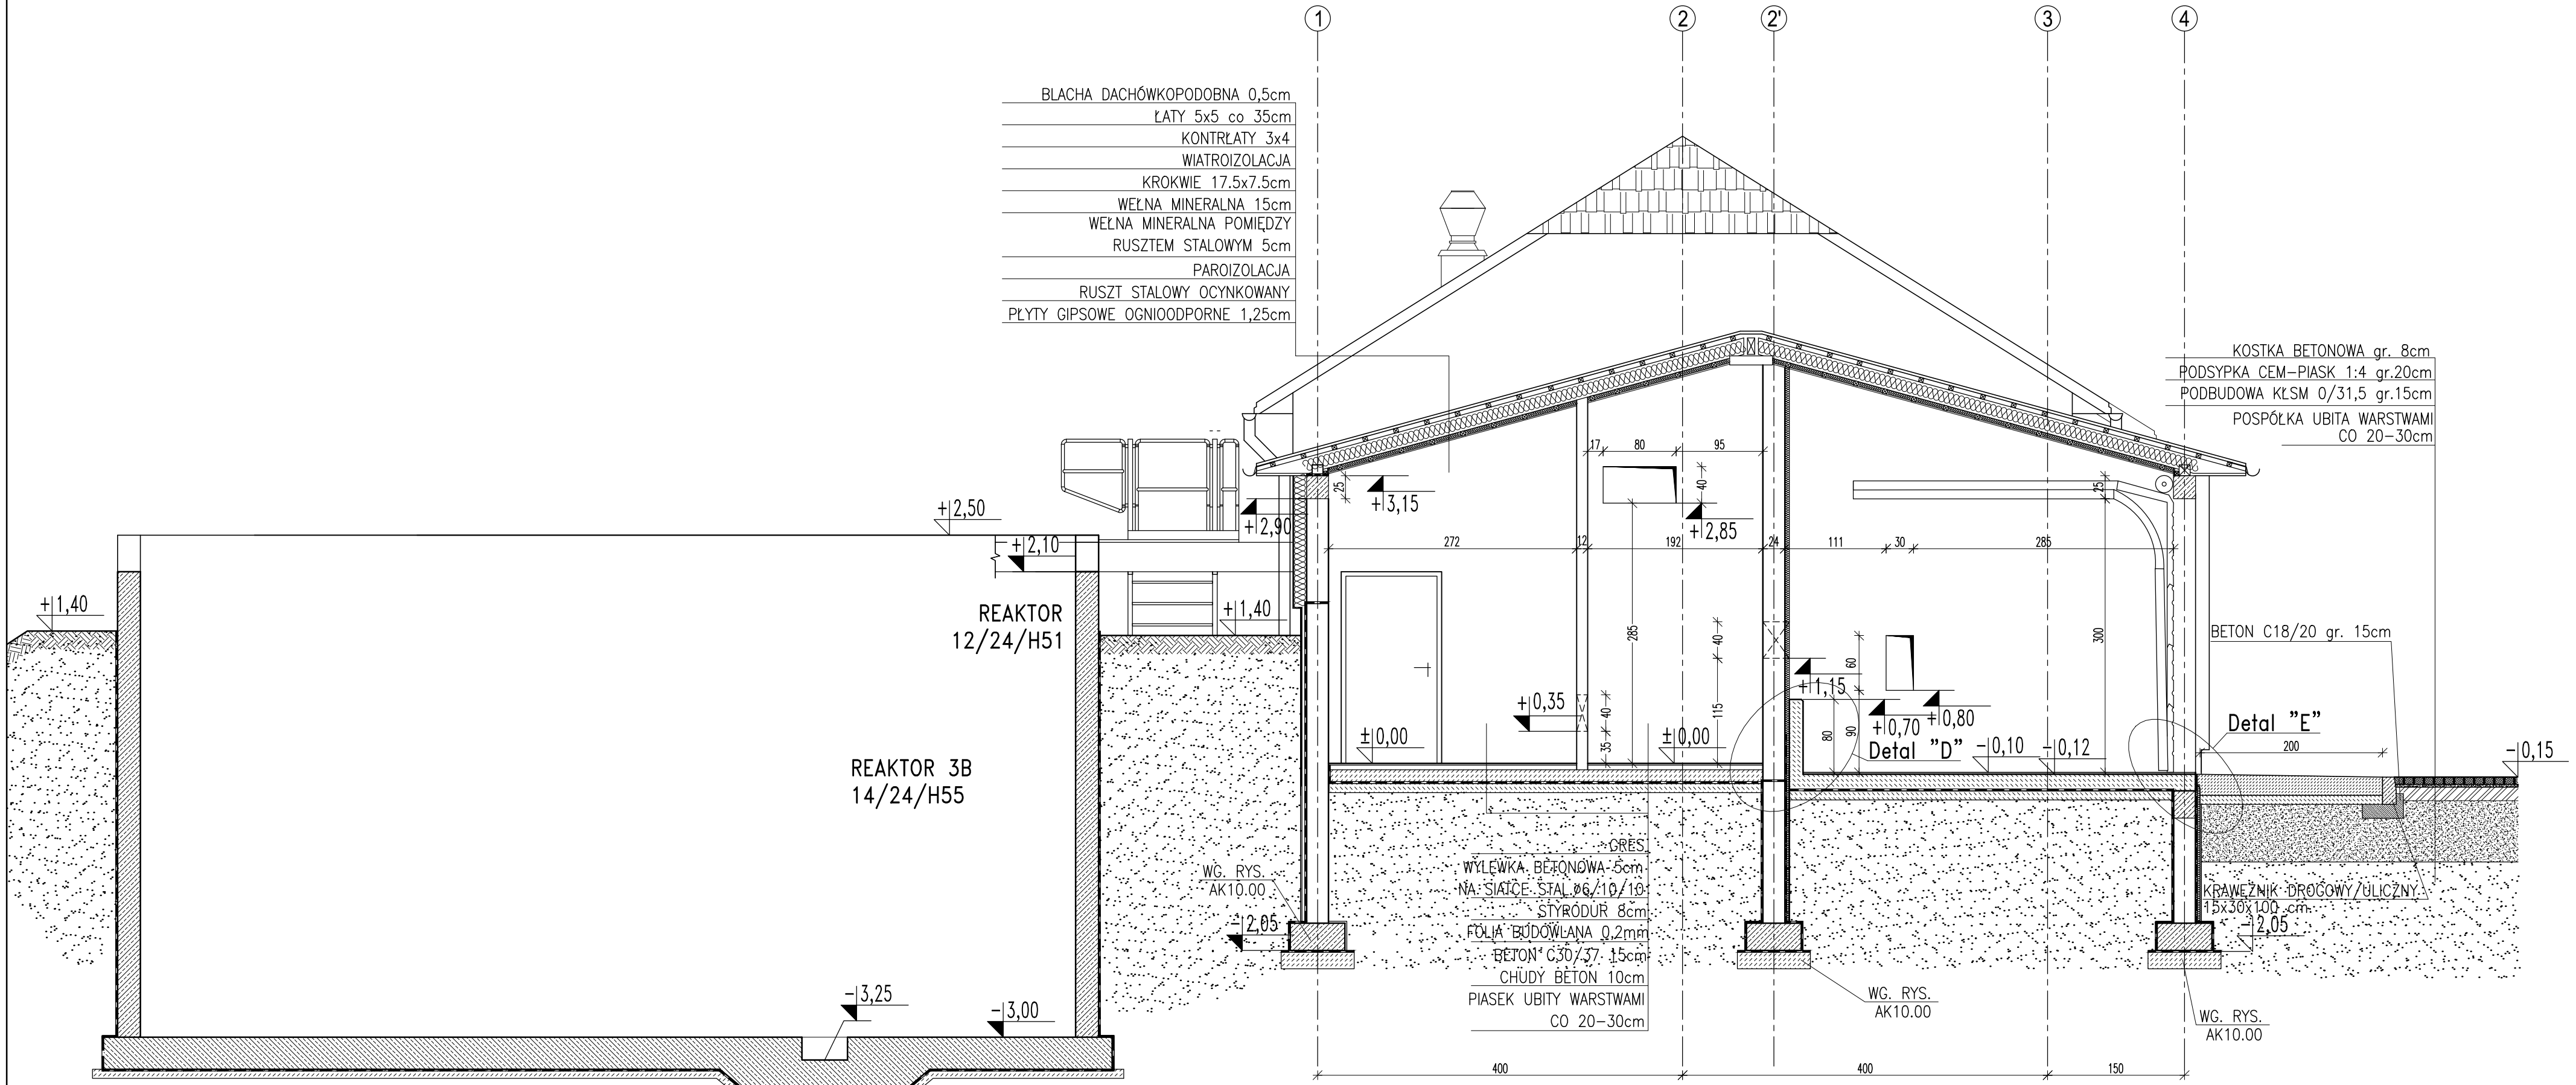 1
2
2'
3
4
BLACHA DACHÓWKOPODOBNA 0,5cm
ŁATY 5x5 co 35cm
KONTRŁATY 3x4
WIATROIZOLACJA
KROKWIE 17.5x7.5cm
WEŁNA MINERALNA 15cm
WEŁNA MINERALNA POMIĘDZY
RUSZTEM STALOWYM 5cm
PAROIZOLACJA
RUSZT STALOWY OCYNKOWANY
PŁYTY GIPSOWE OGNIOODPORNE 1,25cm
KOSTKA BETONOWA gr. 8cm
PODSYPKA CEM-PIASK 1:4 gr.20cm
PODBUDOWA KŁSM 0/31,5 gr.15cm
POSPÓŁKA UBITA WARSTWAMI
CO 20-30cm
17
80
95
25
+3,15
40
25
+2,50
+2,90
+2,85
+2,10
272
12
192
24
111
30
285
+1,40
REAKTOR
12/24/H51
+1,40
285
40
300
BETON C18/20 gr. 15cm
60
+1,15
+0,35
40
115
+0,70
+0,80
Detal "E"
±0,00
±0,00
35
80
90
Detal "D"
-0,10
-0,12
200
-0,15
REAKTOR 3B
14/24/H55
GRES
WYLEWKA BETONOWA 5cm
NA SIATCE STAL.ø6/10/10
STYRODUR 8cm
FOLIA BUDOWLANA 0,2mm
BETON C30/37 15cm
CHUDY BETON 10cm
PIASEK UBITY WARSTWAMI
CO 20-30cm
WG. RYS.
AK10.00
KRAWĘŻNIK DROGOWY/ULICZNY
15x30x100 cm
-2,05
-2,05
-3,25
-3,00
WG. RYS.
AK10.00
WG. RYS.
AK10.00
400
400
150